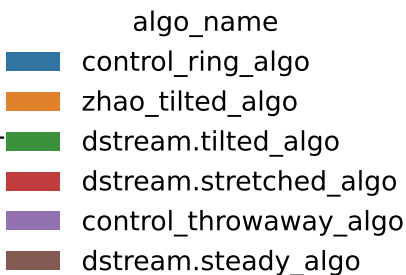 algo_name
control_ring_algo
zhao_tilted_algo
dstream.tilted_algo
dstream.stretched_algo
control_throwaway_algo
dstream.steady_algo